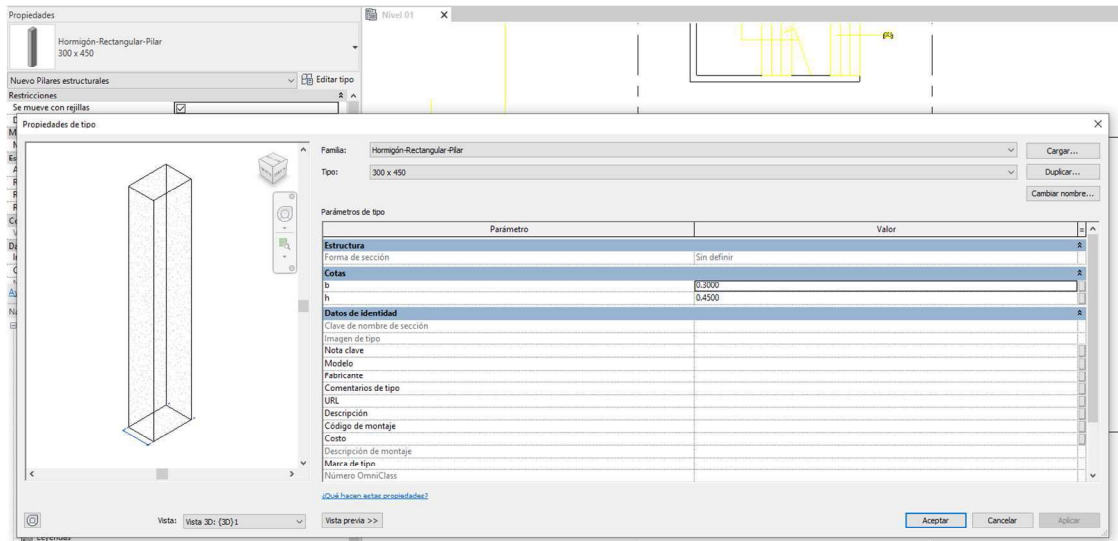 Propiedades
Nivel 01 X
Hormigón-Rectangular-Pilar
300 x 450
Nuevo Pilares estructurales Editar tipo
Restricciones
Se mueve con rejillas
Propiedades de tipo
Familia: Hormigón-Rectangular-Pilar Cargar...
Tipo: 300 x 450 Duplicar...
Cambiar nombre...
Parámetros de tipo
Parámetro Valor =
Estructura
Forma de sección Sin definir
Cotas
b 0.3000
h 0.4500
Datos de identidad
Clave de nombre de sección
Imagen de tipo
Nota clave
Modelo
Fabricante
Comentarios de tipo
URL
Descripción
Código de montaje
Costo
Descripción de montaje
Marca de tipo
Número OmniClass
¿Qué hacen estas propiedades?
Vista: Vista 3D: {3D}1 Vista previa >> Aceptar Cancelar Aplicar
Leyendas